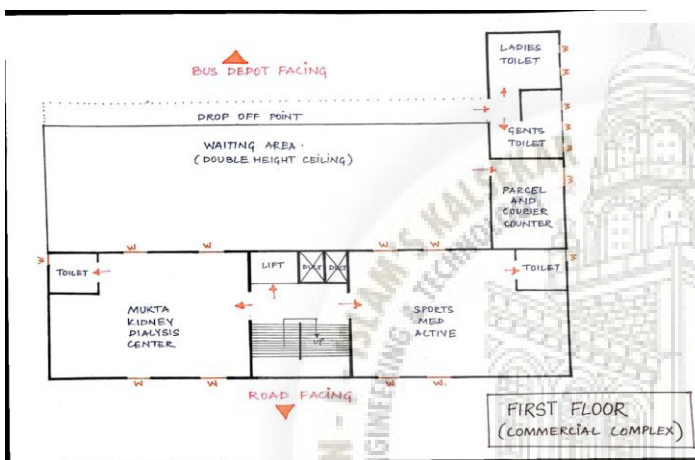 LADIES
TOILET
BUS DEPOT FACING
DROP OFF POINT
WAITING AREA.
(DOUBLE HEIGHT CEILING)
GENTS
TOILET
PARCEL
AND
COURIER
COUNTER
W
W
W
W
W
W
W
W
W
W
W
W
TOILET
LIFT
DUCT
DUCT
TOILET
MUKTA
KIDNEY
DIALYSIS
CENTER
SPORTS
MED
ACTIVE
UP
W
W
W
W.
ROAD FACING
FIRST FLOOR
(COMMERCIAL COMPLEX)
S KALSEKAR
TECHNOLOGY